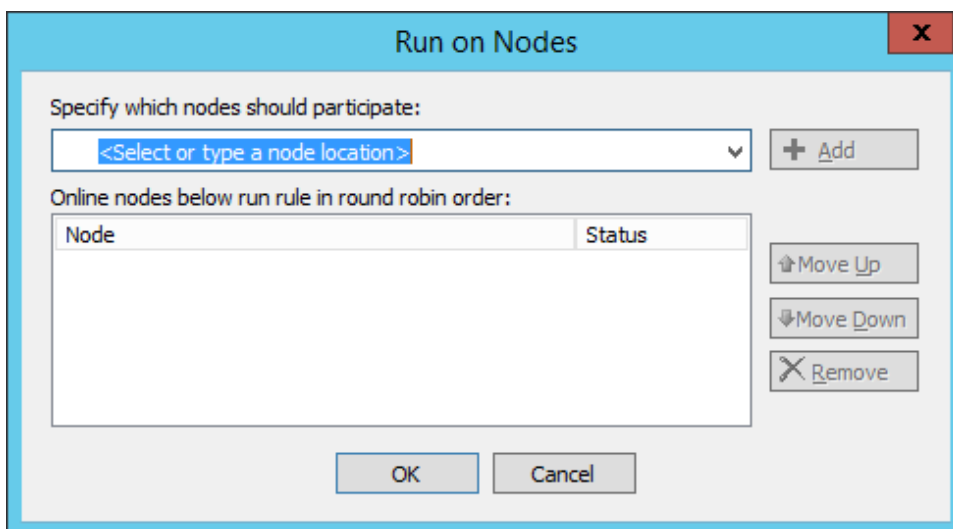 Run on Nodes
x
Specify which nodes should participate:
<Select or type a node location>
Add
Online nodes below run rule in round robin order:
Node Status
Move Up
Move Down
Remove
OK Cancel